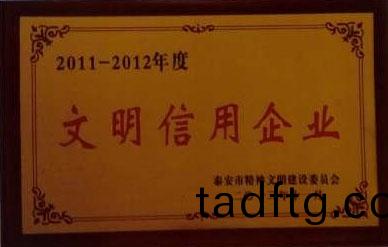 2011-2012年度
文明信用企业
泰安市精神文明建设委员会
tadftg.com